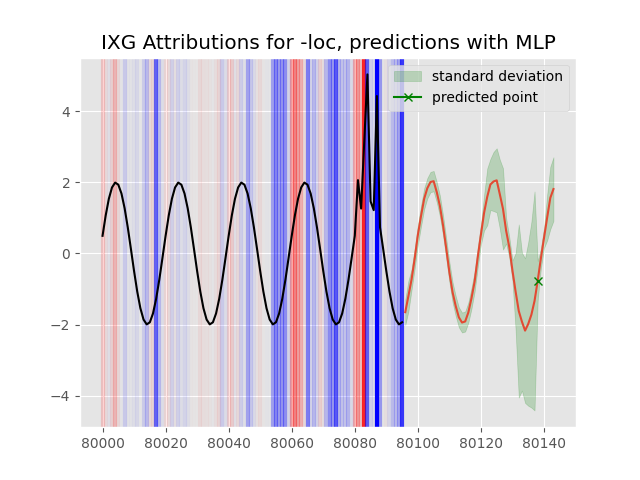 IXG Attributions for -loc, predictions with MLP
standard deviation
predicted point
4
2
0
−2
−4
80000 80020 80040 80060 80080 80100 80120 80140